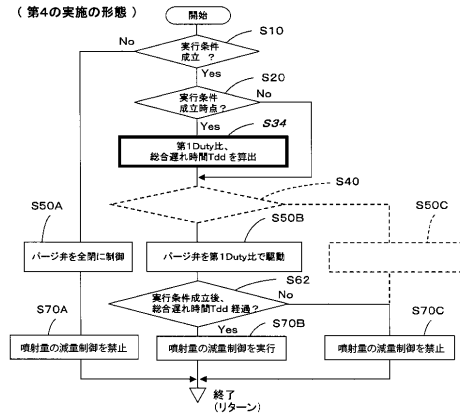 （第4の実施の形態）
開始
S10
No
実行条件
成立 ？
Yes
S20
実行条件
成立時点？
No
Yes
S34
第1Duty比、
総合遅れ時間Tdd を算出
S40
S50A
S50B
S50C
パージ弁を全閉に制御
パージ弁を第1Duty比で駆動
S62
実行条件成立後、
総合遅れ時間Tdd 経過？
No
S70A
Yes
S70B
S70C
噴射量の減量制御を禁止
噴射量の減量制御を実行
噴射量の減量制御を禁止
終了
(リターン)